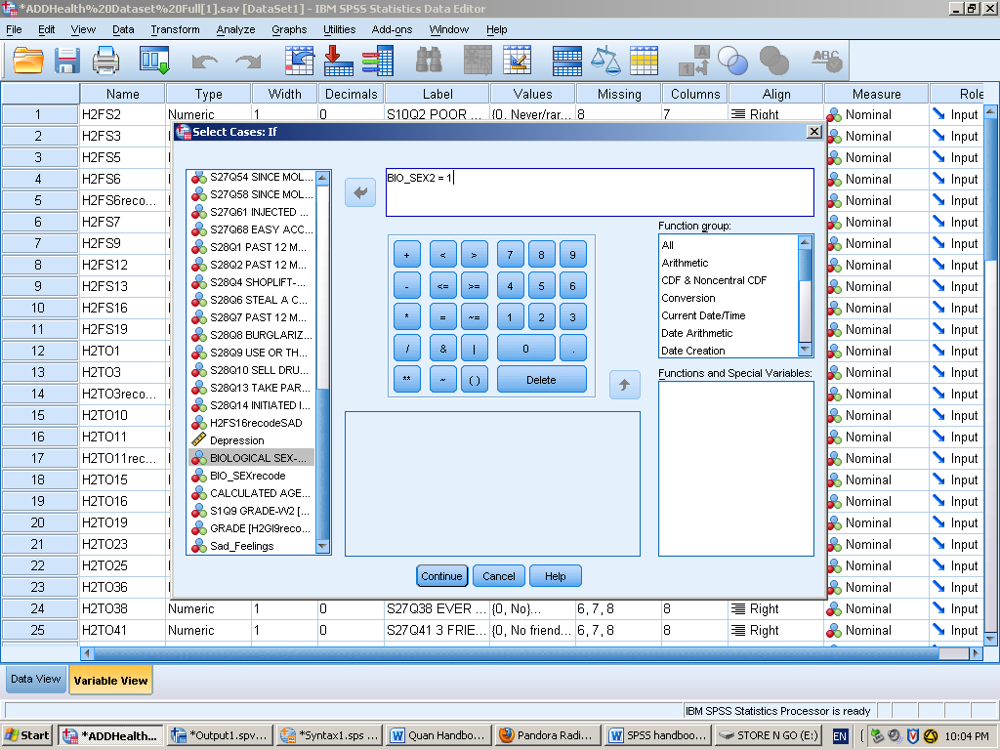 *ADDHealth%20Dataset%20Full[1].sav [DataSet1] - IBM SPSS Statistics Data Editor
File Edit View Data Transform Analyze Graphs Utilities Add-ons Window Help
Name Type Width Decimals Label Values Missing Columns Align Measure Role
1 H2FS2 Numeric 1 0 S10Q2 POOR ... {0, Never/rar... 8 7 Right Nominal Input
Select Cases: If
2 H2FS3 Nominal Input
3 H2FS5 Nominal Input
4 H2FS6 Nominal Input
5 H2FS6reco... Nominal Input
6 H2FS7 Nominal Input
7 H2FS9 Nominal Input
8 H2FS12 Nominal Input
9 H2FS13 Nominal Input
10 H2FS16 Nominal Input
11 H2FS19 Nominal Input
12 H2TO1 Nominal Input
13 H2TO3 Nominal Input
14 H2TO3reco... Nominal Input
15 H2TO10 Nominal Input
16 H2TO11 Nominal Input
17 H2TO11rec... Nominal Input
18 H2TO15 Nominal Input
19 H2TO16 Nominal Input
20 H2TO19 Nominal Input
21 H2TO23 Nominal Input
22 H2TO25 Nominal Input
23 H2TO36 Nominal Input
24 H2TO38 Numeric 1 0 S27Q38 EVER ... {0, No}... 6, 7, 8 8 Right Nominal Input
25 H2TO41 Numeric 1 0 S27Q41 3 FRIE... {0, No friend... 6, 7, 8 8 Right Nominal Input
S27Q54 SINCE MOL...
S27Q58 SINCE MOL...
S27Q61 INJECTED ...
S27Q68 EASY ACC...
S28Q1 PAST 12 M...
S28Q2 PAST 12 M...
S28Q4 SHOPLIFT-...
S28Q6 STEAL A C...
S28Q7 PAST 12 M...
S28Q8 BURGLARIZ...
S28Q9 USE OR TH...
S28Q10 SELL DRU...
S28Q13 TAKE PAR...
S28Q14 INITIATED I...
H2FS16recodeSAD
Depression
BIOLOGICAL SEX-...
BIO_SEXrecode
CALCULATED AGE...
S1Q9 GRADE-W2 [...
GRADE [H2GI9reco...
Sad_Feelings
BIO_SEX2 = 1
+ < > 7 8 9
- <= >= 4 5 6
* = ~= 1 2 3
/ & | 0 .
** ~ ( ) Delete
Function group:
All
Arithmetic
CDF & Noncentral CDF
Conversion
Current Date/Time
Date Arithmetic
Date Creation
Functions and Special Variables:
Continue Cancel Help
Data View Variable View
IBM SPSS Statistics Processor is ready
Start *ADDHealth... *Output1.spv... *Syntax1.sps ... Quan Handbo... Pandora Radi... SPSS handboo... STORE N GO (E:) EN 10:04 PM